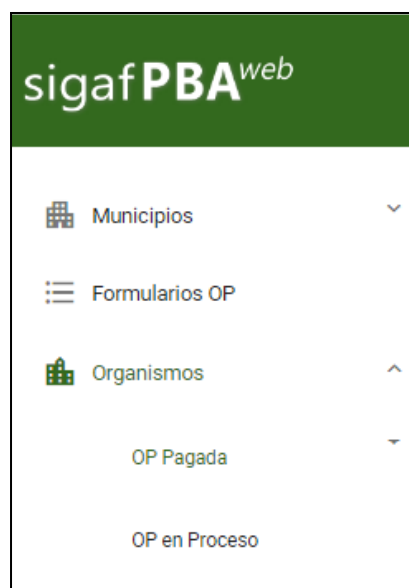 sigafPBAweb
Municipios
Formularios OP
Organismos
OP Pagada
OP en Proceso